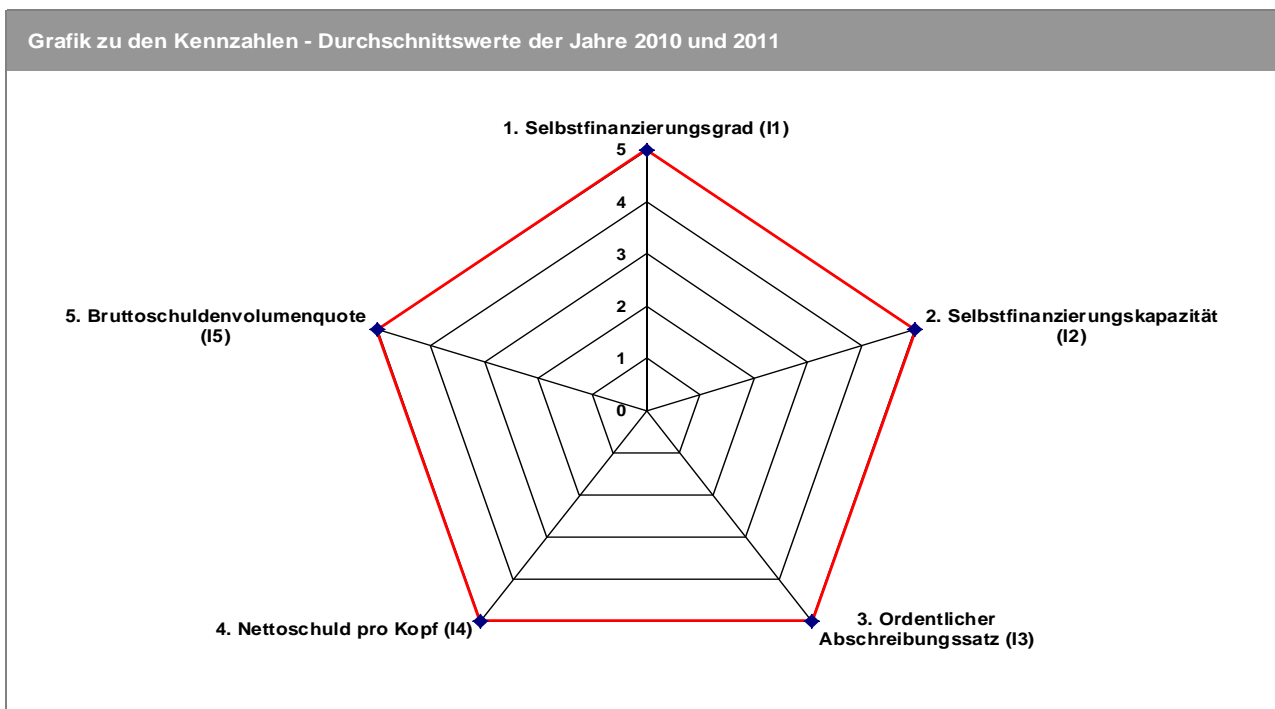 Grafik zu den Kennzahlen - Durchschnittswerte der Jahre 2010 und 2011
1. Selbstfinanzierungsgrad (I1)
5
4
3
2
1
0
2. Selbstfinanzierungskapazität
(I2)
3. Ordentlicher
Abschreibungssatz (I3)
4. Nettoschuld pro Kopf (I4)
5. Bruttoschuldenvolumenquote
(I5)